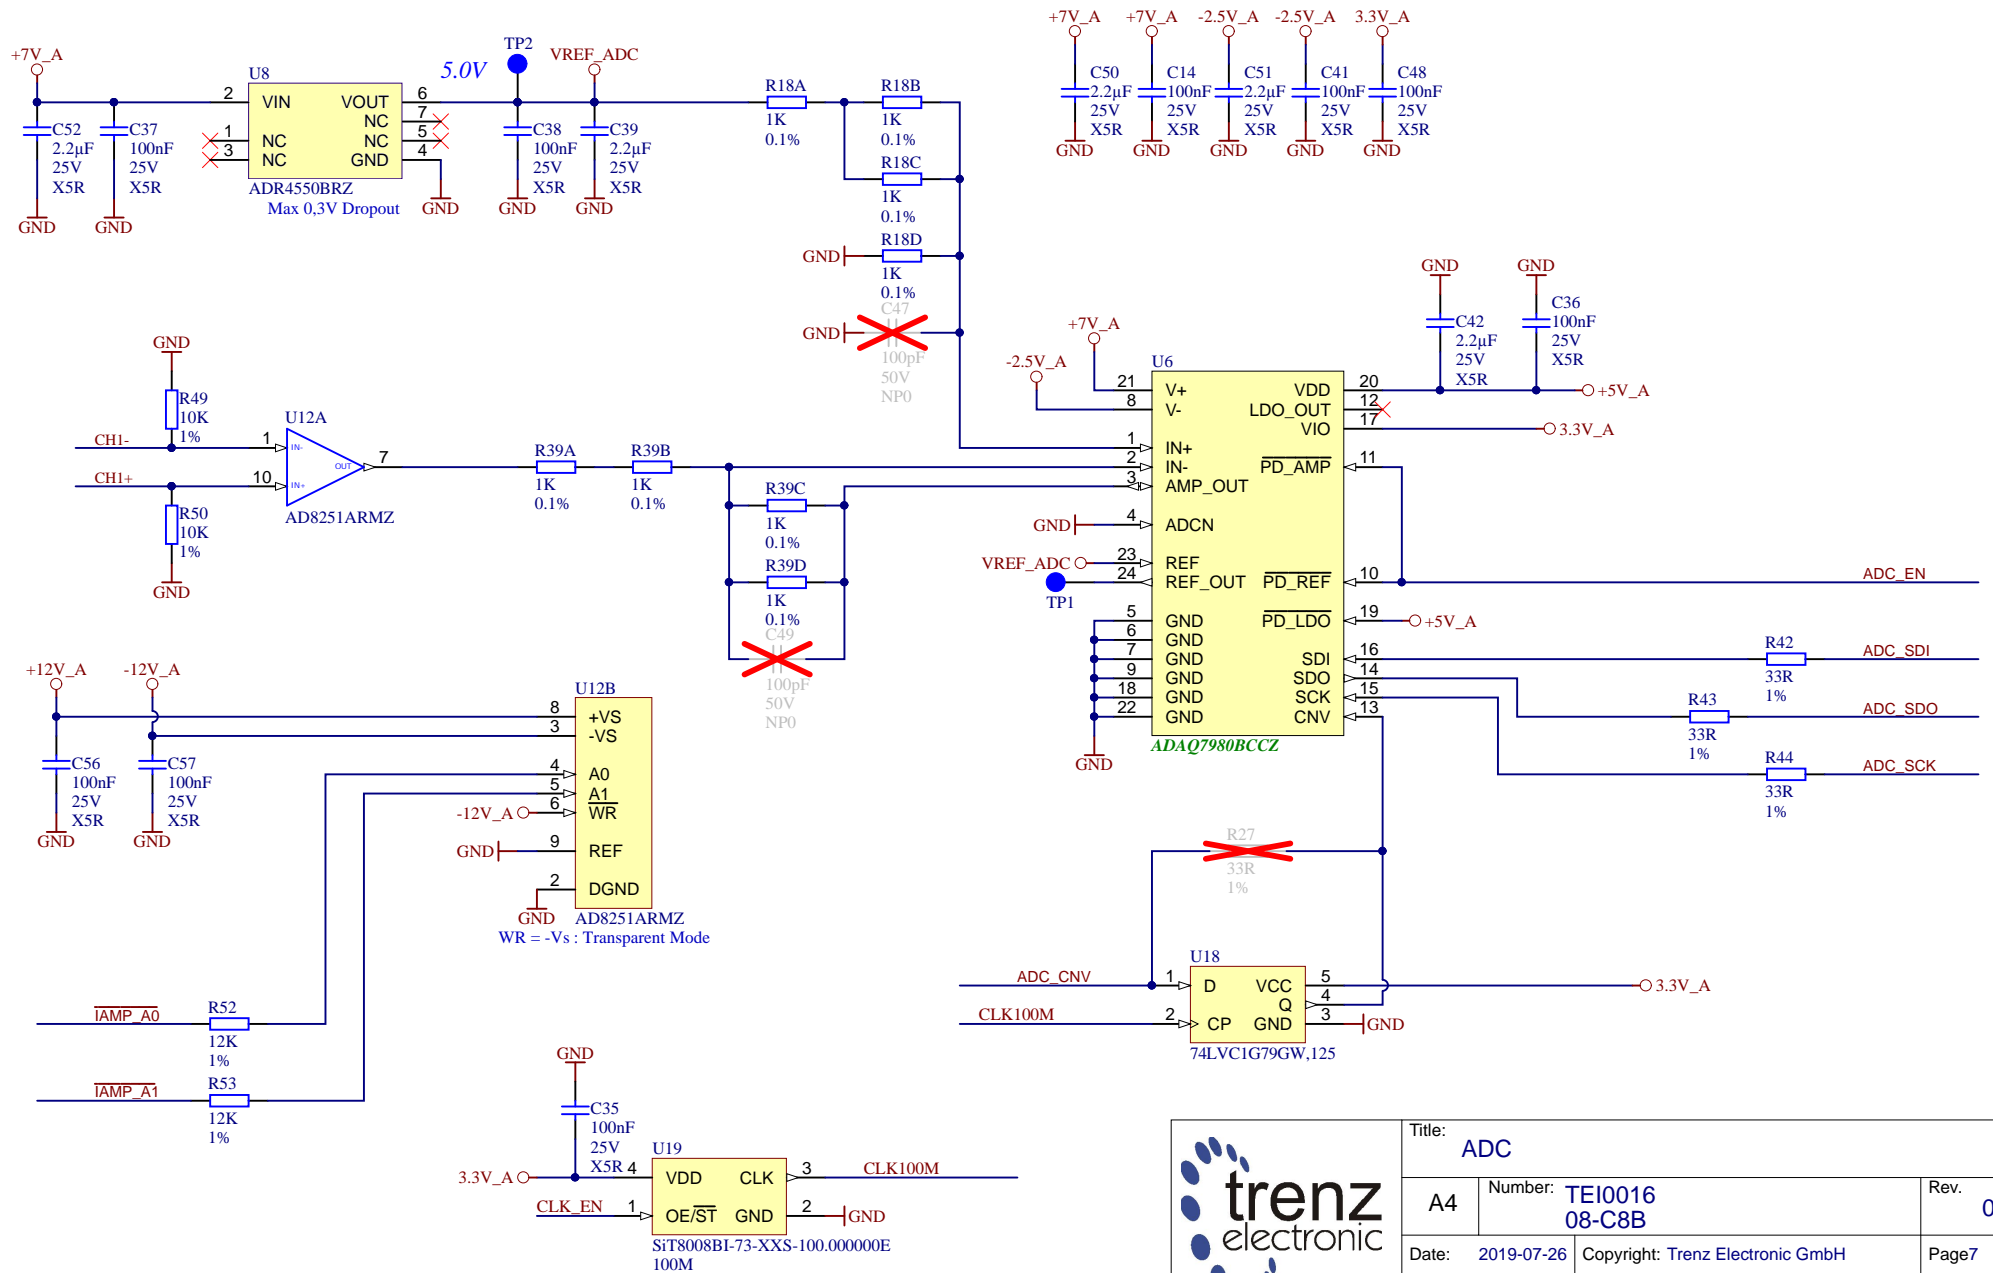 +7V_A
+7V_A
-2.5V_A
-2.5V_A
3.3V_A
C50
2.2µF
25V
X5R
GND
C14
100nF
25V
X5R
GND
C51
2.2µF
25V
X5R
GND
C41
100nF
25V
X5R
GND
C48
100nF
25V
X5R
GND
+7V_A
C52
2.2µF
25V
X5R
GND
C37
100nF
25V
X5R
GND
U8
2 VIN VOUT 6
NC 7
1 NC NC 5
3 NC GND 4
ADR4550BRZ
Max 0,3V Dropout
GND
5.0V
TP2
VREF_ADC
C38
100nF
25V
X5R
GND
C39
2.2µF
25V
X5R
GND
R18A
1K
0.1%
R18B
1K
0.1%
R18C
1K
0.1%
GND
R18D
1K
0.1%
GND
C47
100pF
50V
NP0
GND
R49
10K
1%
CH1-
CH1+
R50
10K
1%
GND
U12A
1 IN-
10 IN+
OUT 7
AD8251ARMZ
R39A
1K
0.1%
R39B
1K
0.1%
R39C
1K
0.1%
R39D
1K
0.1%
C49
100pF
50V
NP0
GND
C42
2.2µF
25V
X5R
GND
C36
100nF
25V
X5R
+7V_A
-2.5V_A
U6
21 V+ VDD 20
+5V_A
8 V- LDO_OUT 12
VIO 17
3.3V_A
1 IN+
2 IN- PD_AMP 11
3 AMP_OUT
GND 4 ADCN
VREF_ADC 23 REF
TP1 24 REF_OUT PD_REF 10
ADC_EN
5 GND PD_LDO 19
+5V_A
6 GND
7 GND SDI 16
9 GND SDO 14
18 GND SCK 15
22 GND CNV 13
GND
ADAQ7980BCCZ
R42
33R
1%
ADC_SDI
R43
33R
1%
ADC_SDO
R44
33R
1%
ADC_SCK
+12V_A
-12V_A
C56
100nF
25V
X5R
GND
C57
100nF
25V
X5R
GND
U12B
8 +VS
3 -VS
4 A0
5 A1
-12V_A 6 WR
GND 9 REF
2 DGND
GND
AD8251ARMZ
WR = -Vs : Transparent Mode
R27
33R
1%
IAMP_A0
R52
12K
1%
IAMP_A1
R53
12K
1%
U18
ADC_CNV 1 D VCC 5 3.3V_A
Q 4
CLK100M 2 CP GND 3 GND
74LVC1G79GW,125
GND
C35
100nF
25V
X5R
U19
3.3V_A 4 VDD CLK 3 CLK100M
CLK_EN 1 OE/ST GND 2 GND
SiT8008BI-73-XXS-100.000000E
100M
trenz
electronic
Title:
ADC
A4
Number: TEI0016
08-C8B
Rev.
0
Date: 2019-07-26
Copyright: Trenz Electronic GmbH
Page7